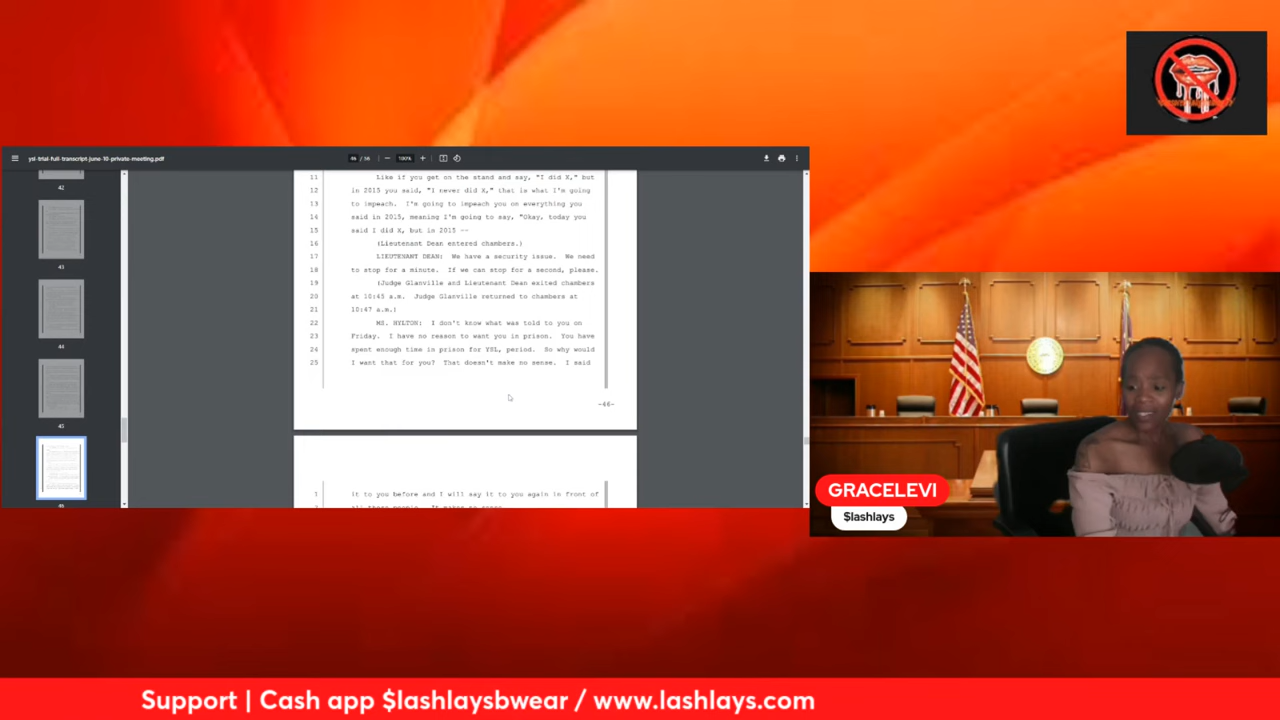 ysl-trial-full-transcript-june-10-private-meeting.pdf
46 / 56
100%
42
43
44
45
11 Like if you get on the stand and say, "I did X," but
12 in 2015 you said, "I never did X," that is what I'm going
13 to impeach. I'm going to impeach you on everything you
14 said in 2015, meaning I'm going to say, "Okay, today you
15 said I did X, but in 2015 --
16 (Lieutenant Dean entered chambers.)
17 LIEUTENANT DEAN: We have a security issue. We need
18 to stop for a minute. If we can stop for a second, please.
19 (Judge Glanville and Lieutenant Dean exited chambers
20 at 10:45 a.m. Judge Glanville returned to chambers at
21 10:47 a.m.)
22 MS. HYLTON: I don't know what was told to you on
23 Friday. I have no reason to want you in prison. You have
24 spent enough time in prison for YSL, period. So why would
25 I want that for you? That doesn't make no sense. I said
-46-
1 it to you before and I will say it to you again in front of
GRACELEVI
$lashlays
Support | Cash app $lashlaysbwear / www.lashlays.com